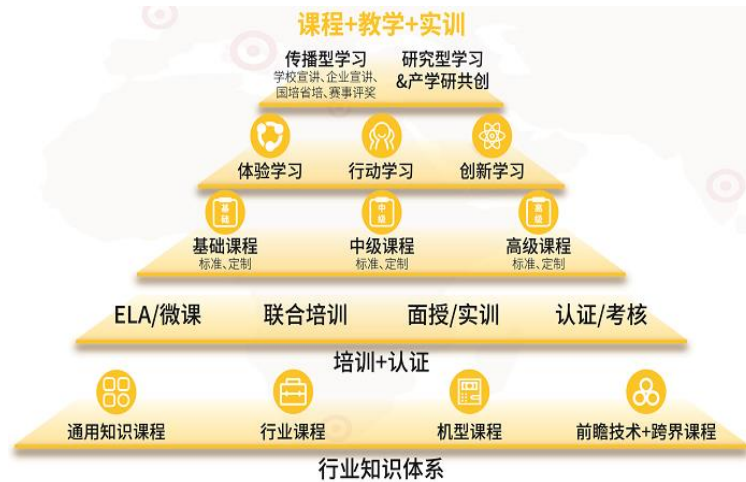 课程+教学+实训
传播型学习
学校宣讲、企业宣讲、
国培省培、赛事评奖
研究型学习
&产学研共创
体验学习 行动学习 创新学习
基础 中级 高级
基础课程 中级课程 高级课程
标准、定制 标准、定制 标准、定制
ELA/微课 联合培训 面授/实训 认证/考核
培训+认证
通用知识课程 行业课程 机型课程 前瞻技术+跨界课程
行业知识体系